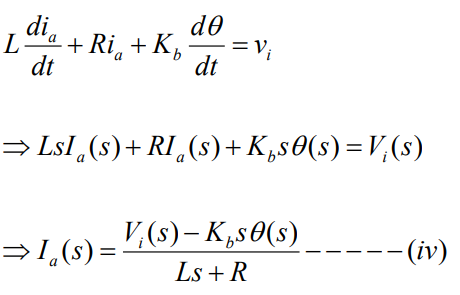 L di_a/dt + Ri_a + K_b dθ/dt = v_i
⇒ LsI_a(s) + RI_a(s) + K_b sθ(s) = V_i(s)
⇒ I_a(s) = (V_i(s) − K_b sθ(s))/(Ls + R) −−−−−(iv)